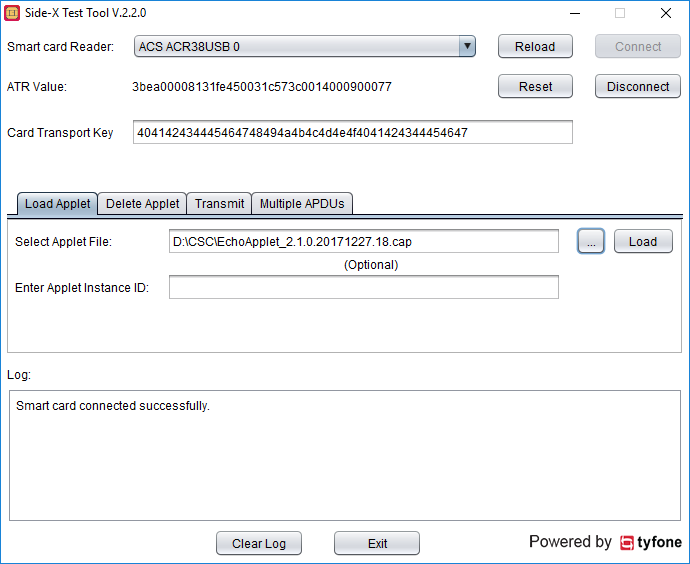 Side-X Test Tool V.2.2.0
Smart card Reader: ACS ACR38USB 0 Reload Connect
ATR Value: 3bea00008131fe450031c573c0014000900077 Reset Disconnect
Card Transport Key 404142434445464748494a4b4c4d4e4f4041424344454647
Load Applet Delete Applet Transmit Multiple APDUs
Select Applet File: D:\CSC\EchoApplet_2.1.0.20171227.18.cap ... Load
(Optional)
Enter Applet Instance ID:
Log:
Smart card connected successfully.
Clear Log Exit Powered by tyfone